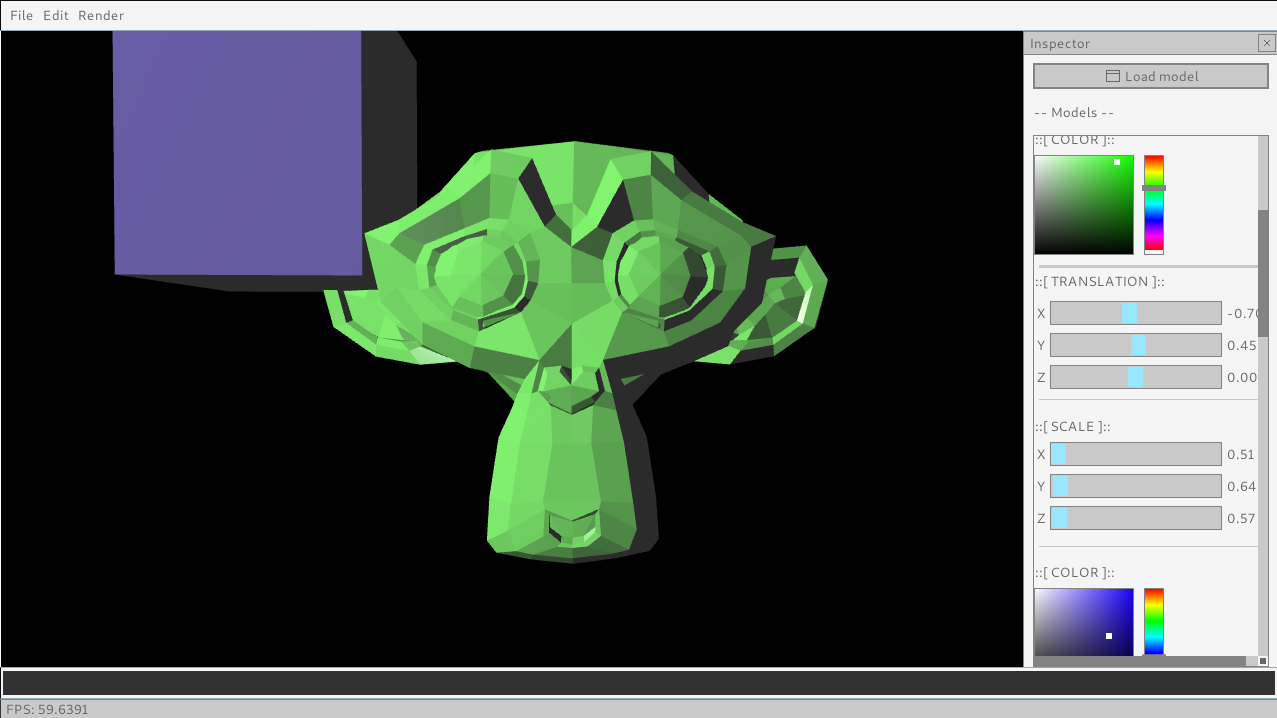 File Edit Render
Inspector
Load model
-- Models --
::[ COLOR ]::
::[ TRANSLATION ]::
X -0.70
Y 0.45
Z 0.00
::[ SCALE ]::
X 0.51
Y 0.64
Z 0.57
::[ COLOR ]::
FPS: 59.6391